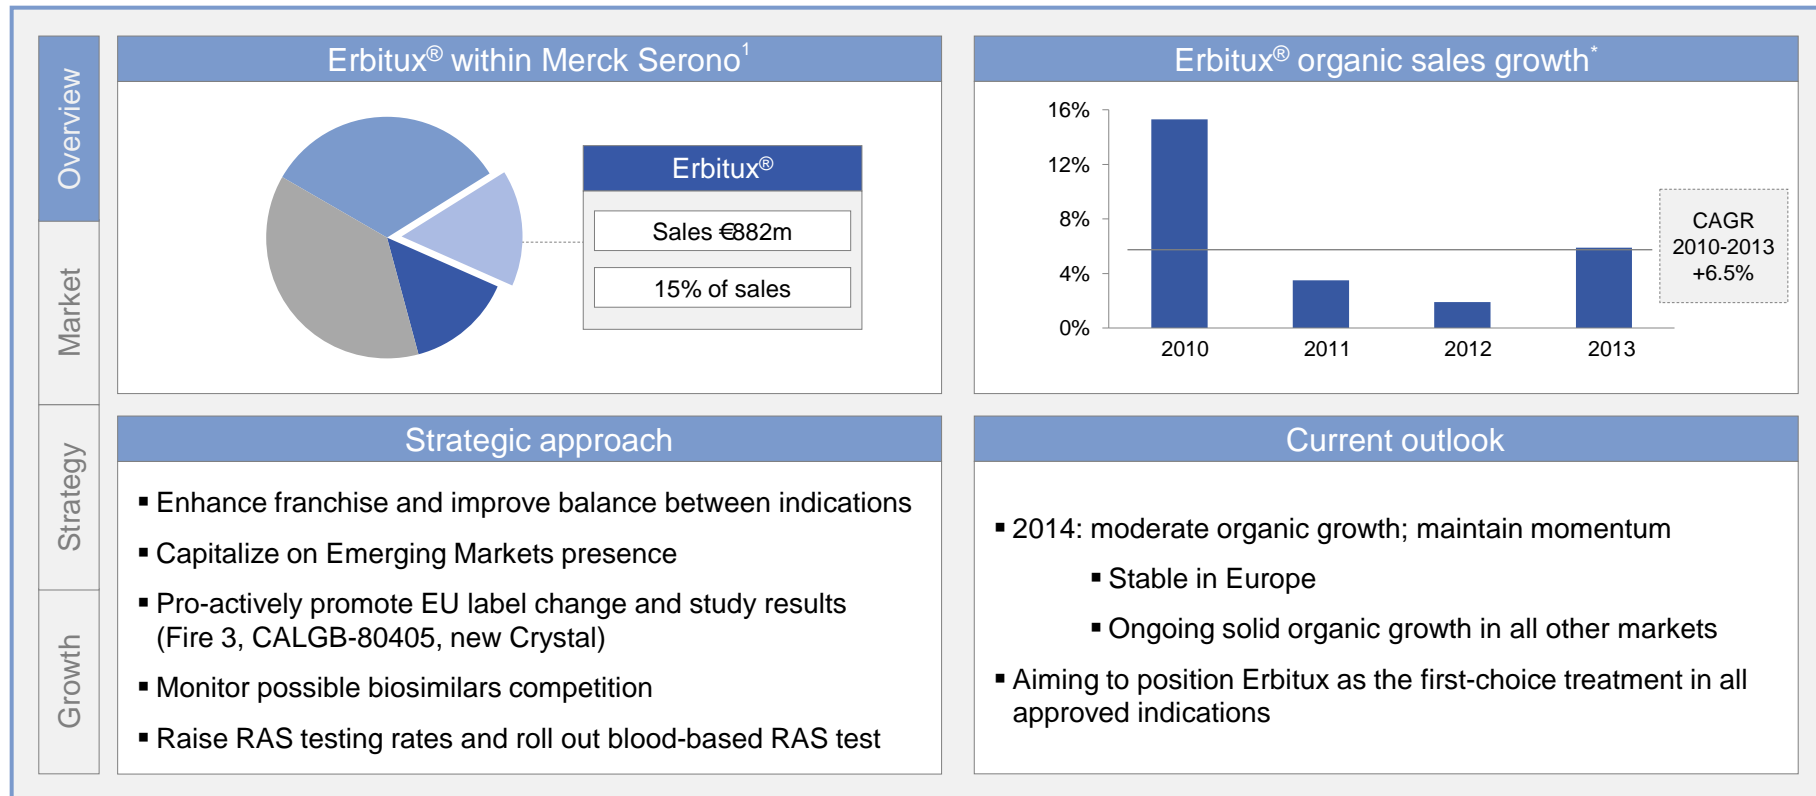 Overview
Market
Strategy
Growth
Erbitux® within Merck Serono1
Erbitux®
Sales €882m
15% of sales
Erbitux® organic sales growth*
16%
12%
8%
4%
0%
2010
2011
2012
2013
CAGR
2010-2013
+6.5%
Strategic approach
▪ Enhance franchise and improve balance between indications
▪ Capitalize on Emerging Markets presence
▪ Pro-actively promote EU label change and study results
(Fire 3, CALGB-80405, new Crystal)
▪ Monitor possible biosimilars competition
▪ Raise RAS testing rates and roll out blood-based RAS test
Current outlook
▪ 2014: moderate organic growth; maintain momentum
▪ Stable in Europe
▪ Ongoing solid organic growth in all other markets
▪ Aiming to position Erbitux as the first-choice treatment in all
approved indications